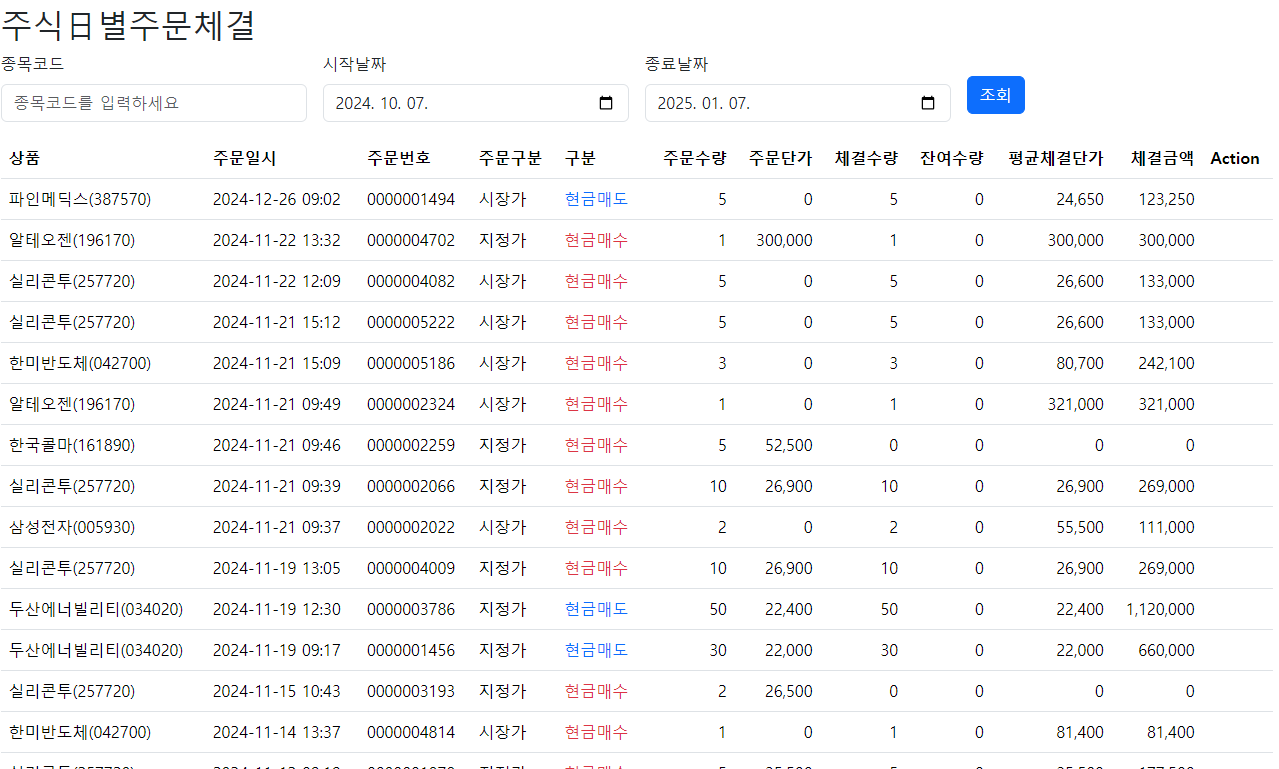 주식日별주문체결
종목코드 시작날짜 종료날짜
종목코드를 입력하세요 2024. 10. 07. 2025. 01. 07. 조회
상품 주문일시 주문번호 주문구분 구분 주문수량 주문단가 체결수량 잔여수량 평균체결단가 체결금액 Action
파인메딕스(387570) 2024-12-26 09:02 0000001494 시장가 현금매도 5 0 5 0 24,650 123,250
알테오젠(196170) 2024-11-22 13:32 0000004702 지정가 현금매수 1 300,000 1 0 300,000 300,000
실리콘투(257720) 2024-11-22 12:09 0000004082 시장가 현금매수 5 0 5 0 26,600 133,000
실리콘투(257720) 2024-11-21 15:12 0000005222 시장가 현금매수 5 0 5 0 26,600 133,000
한미반도체(042700) 2024-11-21 15:09 0000005186 시장가 현금매수 3 0 3 0 80,700 242,100
알테오젠(196170) 2024-11-21 09:49 0000002324 시장가 현금매수 1 0 1 0 321,000 321,000
한국콜마(161890) 2024-11-21 09:46 0000002259 지정가 현금매수 5 52,500 0 0 0 0
실리콘투(257720) 2024-11-21 09:39 0000002066 지정가 현금매수 10 26,900 10 0 26,900 269,000
삼성전자(005930) 2024-11-21 09:37 0000002022 시장가 현금매수 2 0 2 0 55,500 111,000
실리콘투(257720) 2024-11-19 13:05 0000004009 지정가 현금매수 10 26,900 10 0 26,900 269,000
두산에너빌리티(034020) 2024-11-19 12:30 0000003786 지정가 현금매도 50 22,400 50 0 22,400 1,120,000
두산에너빌리티(034020) 2024-11-19 09:17 0000001456 지정가 현금매도 30 22,000 30 0 22,000 660,000
실리콘투(257720) 2024-11-15 10:43 0000003193 지정가 현금매수 2 26,500 0 0 0 0
한미반도체(042700) 2024-11-14 13:37 0000004814 시장가 현금매수 1 0 1 0 81,400 81,400